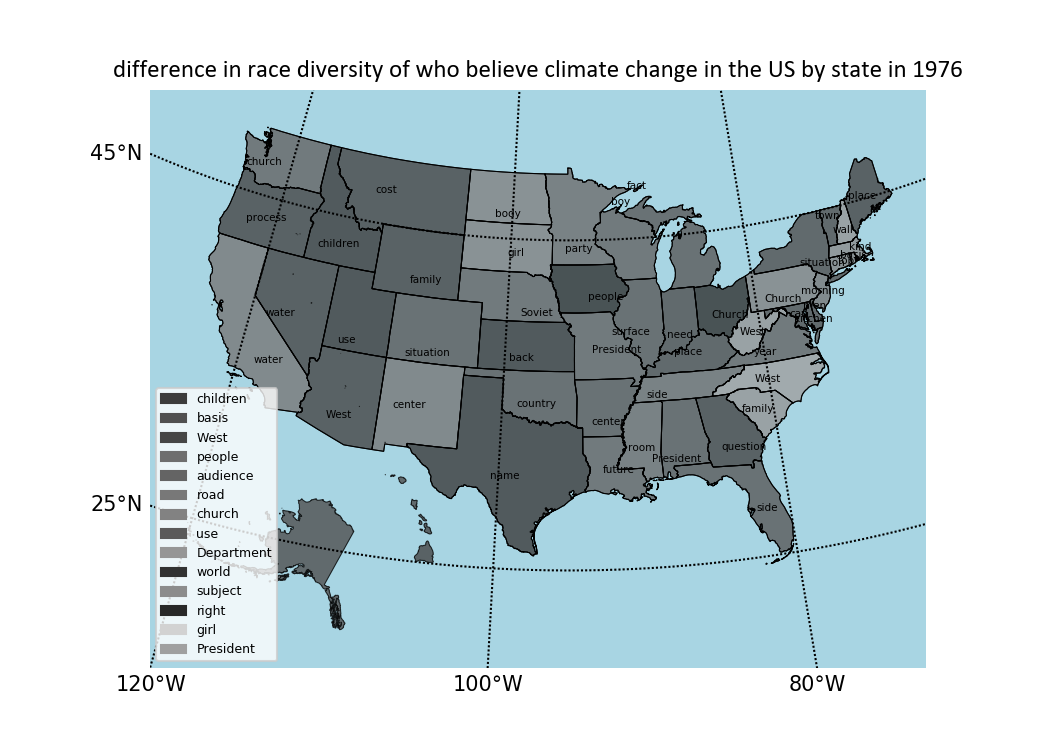 difference in race diversity of who believe climate change in the US by state in 1976
45°N
25°N
120°W
100°W
80°W
church
cost
process
children
body
fact
boy
place
town
wall
kind
girl
party
situation
family
people
morning
water
Soviet
Church
Church
use
situation
surface
need
West
kitchen
water
back
President
place
year
center
country
side
West
West
center
family
name
room
President
question
future
side
children
basis
West
people
audience
road
church
use
Department
world
subject
right
girl
President